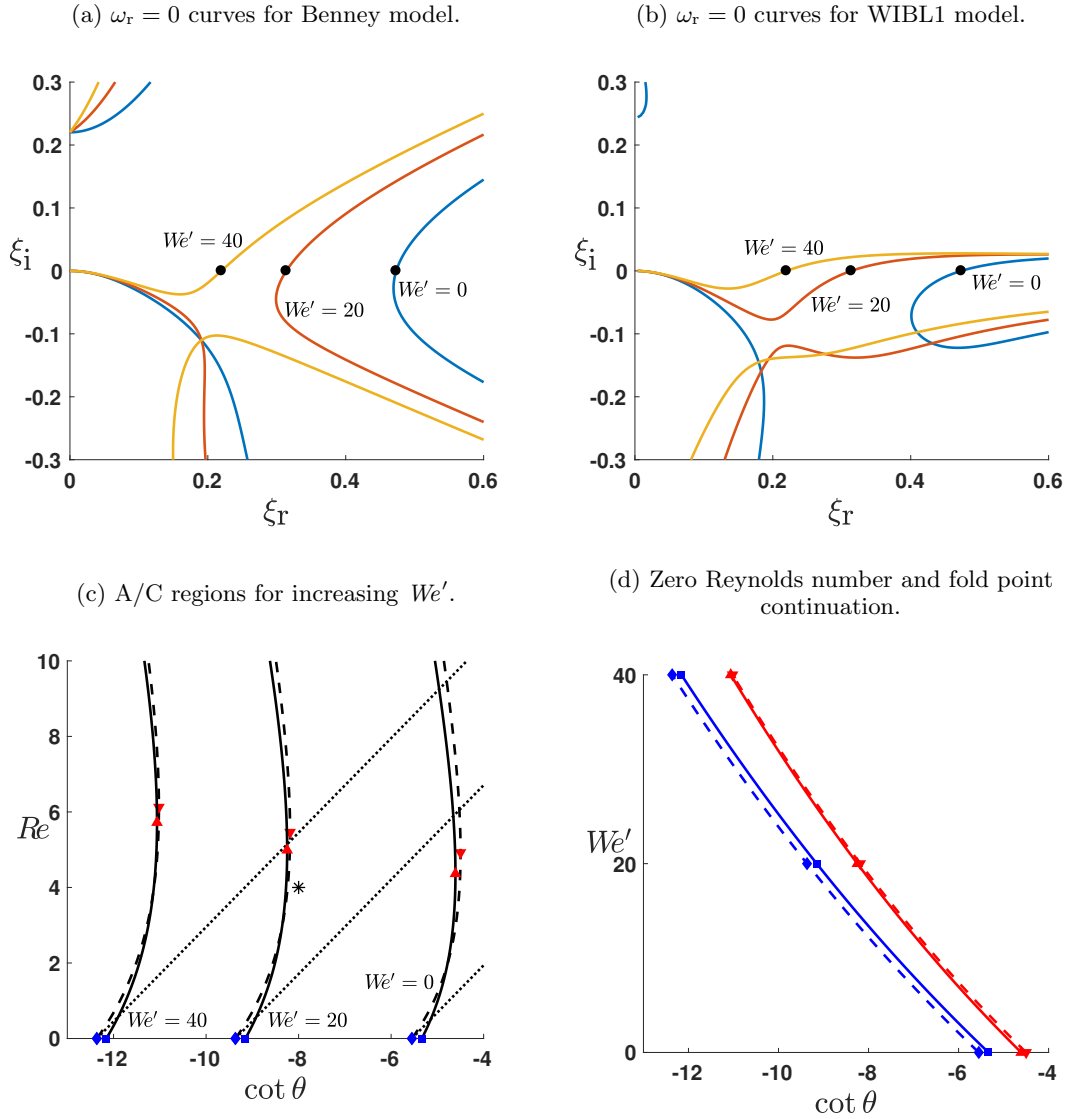 (a) ωr = 0 curves for Benney model.
(b) ωr = 0 curves for WIBL1 model.
0.3
0.2
0.1
0
-0.1
-0.2
-0.3
ξi
We′ = 40
We′ = 20
We′ = 0
0
0.2
0.4
0.6
ξr
0.3
0.2
0.1
0
-0.1
-0.2
-0.3
ξi
We′ = 40
We′ = 20
We′ = 0
0
0.2
0.4
0.6
ξr
(c) A/C regions for increasing We′.
(d) Zero Reynolds number and fold point
continuation.
10
8
6
4
2
0
Re
We′ = 0
We′ = 40
We′ = 20
-12
-10
-8
-6
-4
cot θ
40
20
0
We′
-12
-10
-8
-6
-4
cot θ